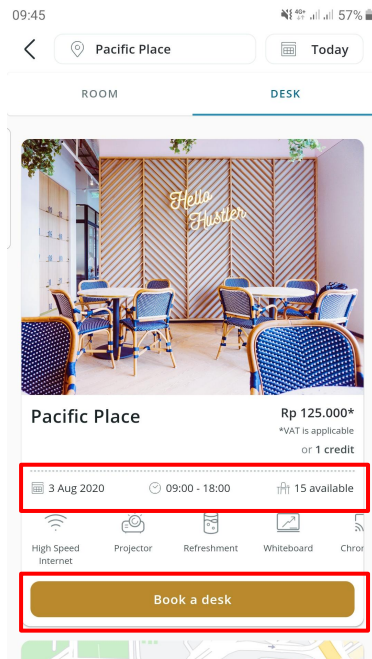 09:45
4G+
57%
Pacific Place
Today
ROOM
DESK
Hello
Hustler
Pacific Place
Rp 125.000*
*VAT is applicable
or 1 credit
3 Aug 2020
09:00 - 18:00
15 available
High Speed
Internet
Projector
Refreshment
Whiteboard
Chror
Book a desk